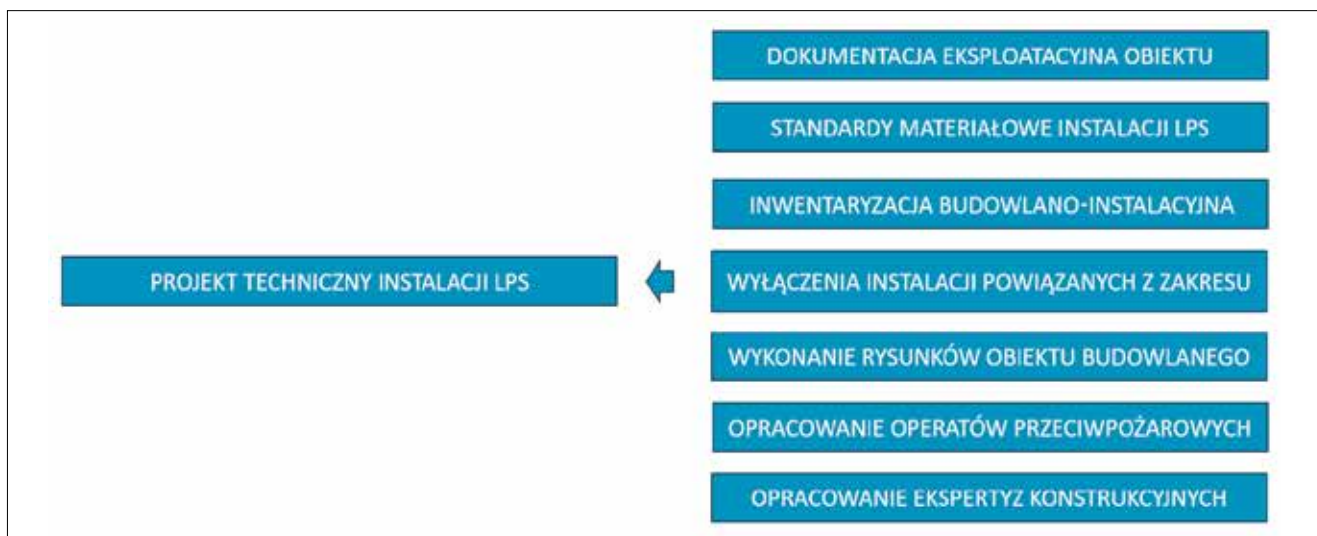 DOKUMENTACJA EKSPLOATACYJNA OBIEKTU
STANDARDY MATERIAŁOWE INSTALACJI LPS
INWENTARYZACJA BUDOWLANO-INSTALACYJNA
PROJEKT TECHNICZNY INSTALACJI LPS
WYŁĄCZENIA INSTALACJI POWIĄZANYCH Z ZAKRESU
WYKONANIE RYSUNKÓW OBIEKTU BUDOWLANEGO
OPRACOWANIE OPERATÓW PRZECIWPOŻAROWYCH
OPRACOWANIE EKSPERTYZ KONSTRUKCYJNYCH